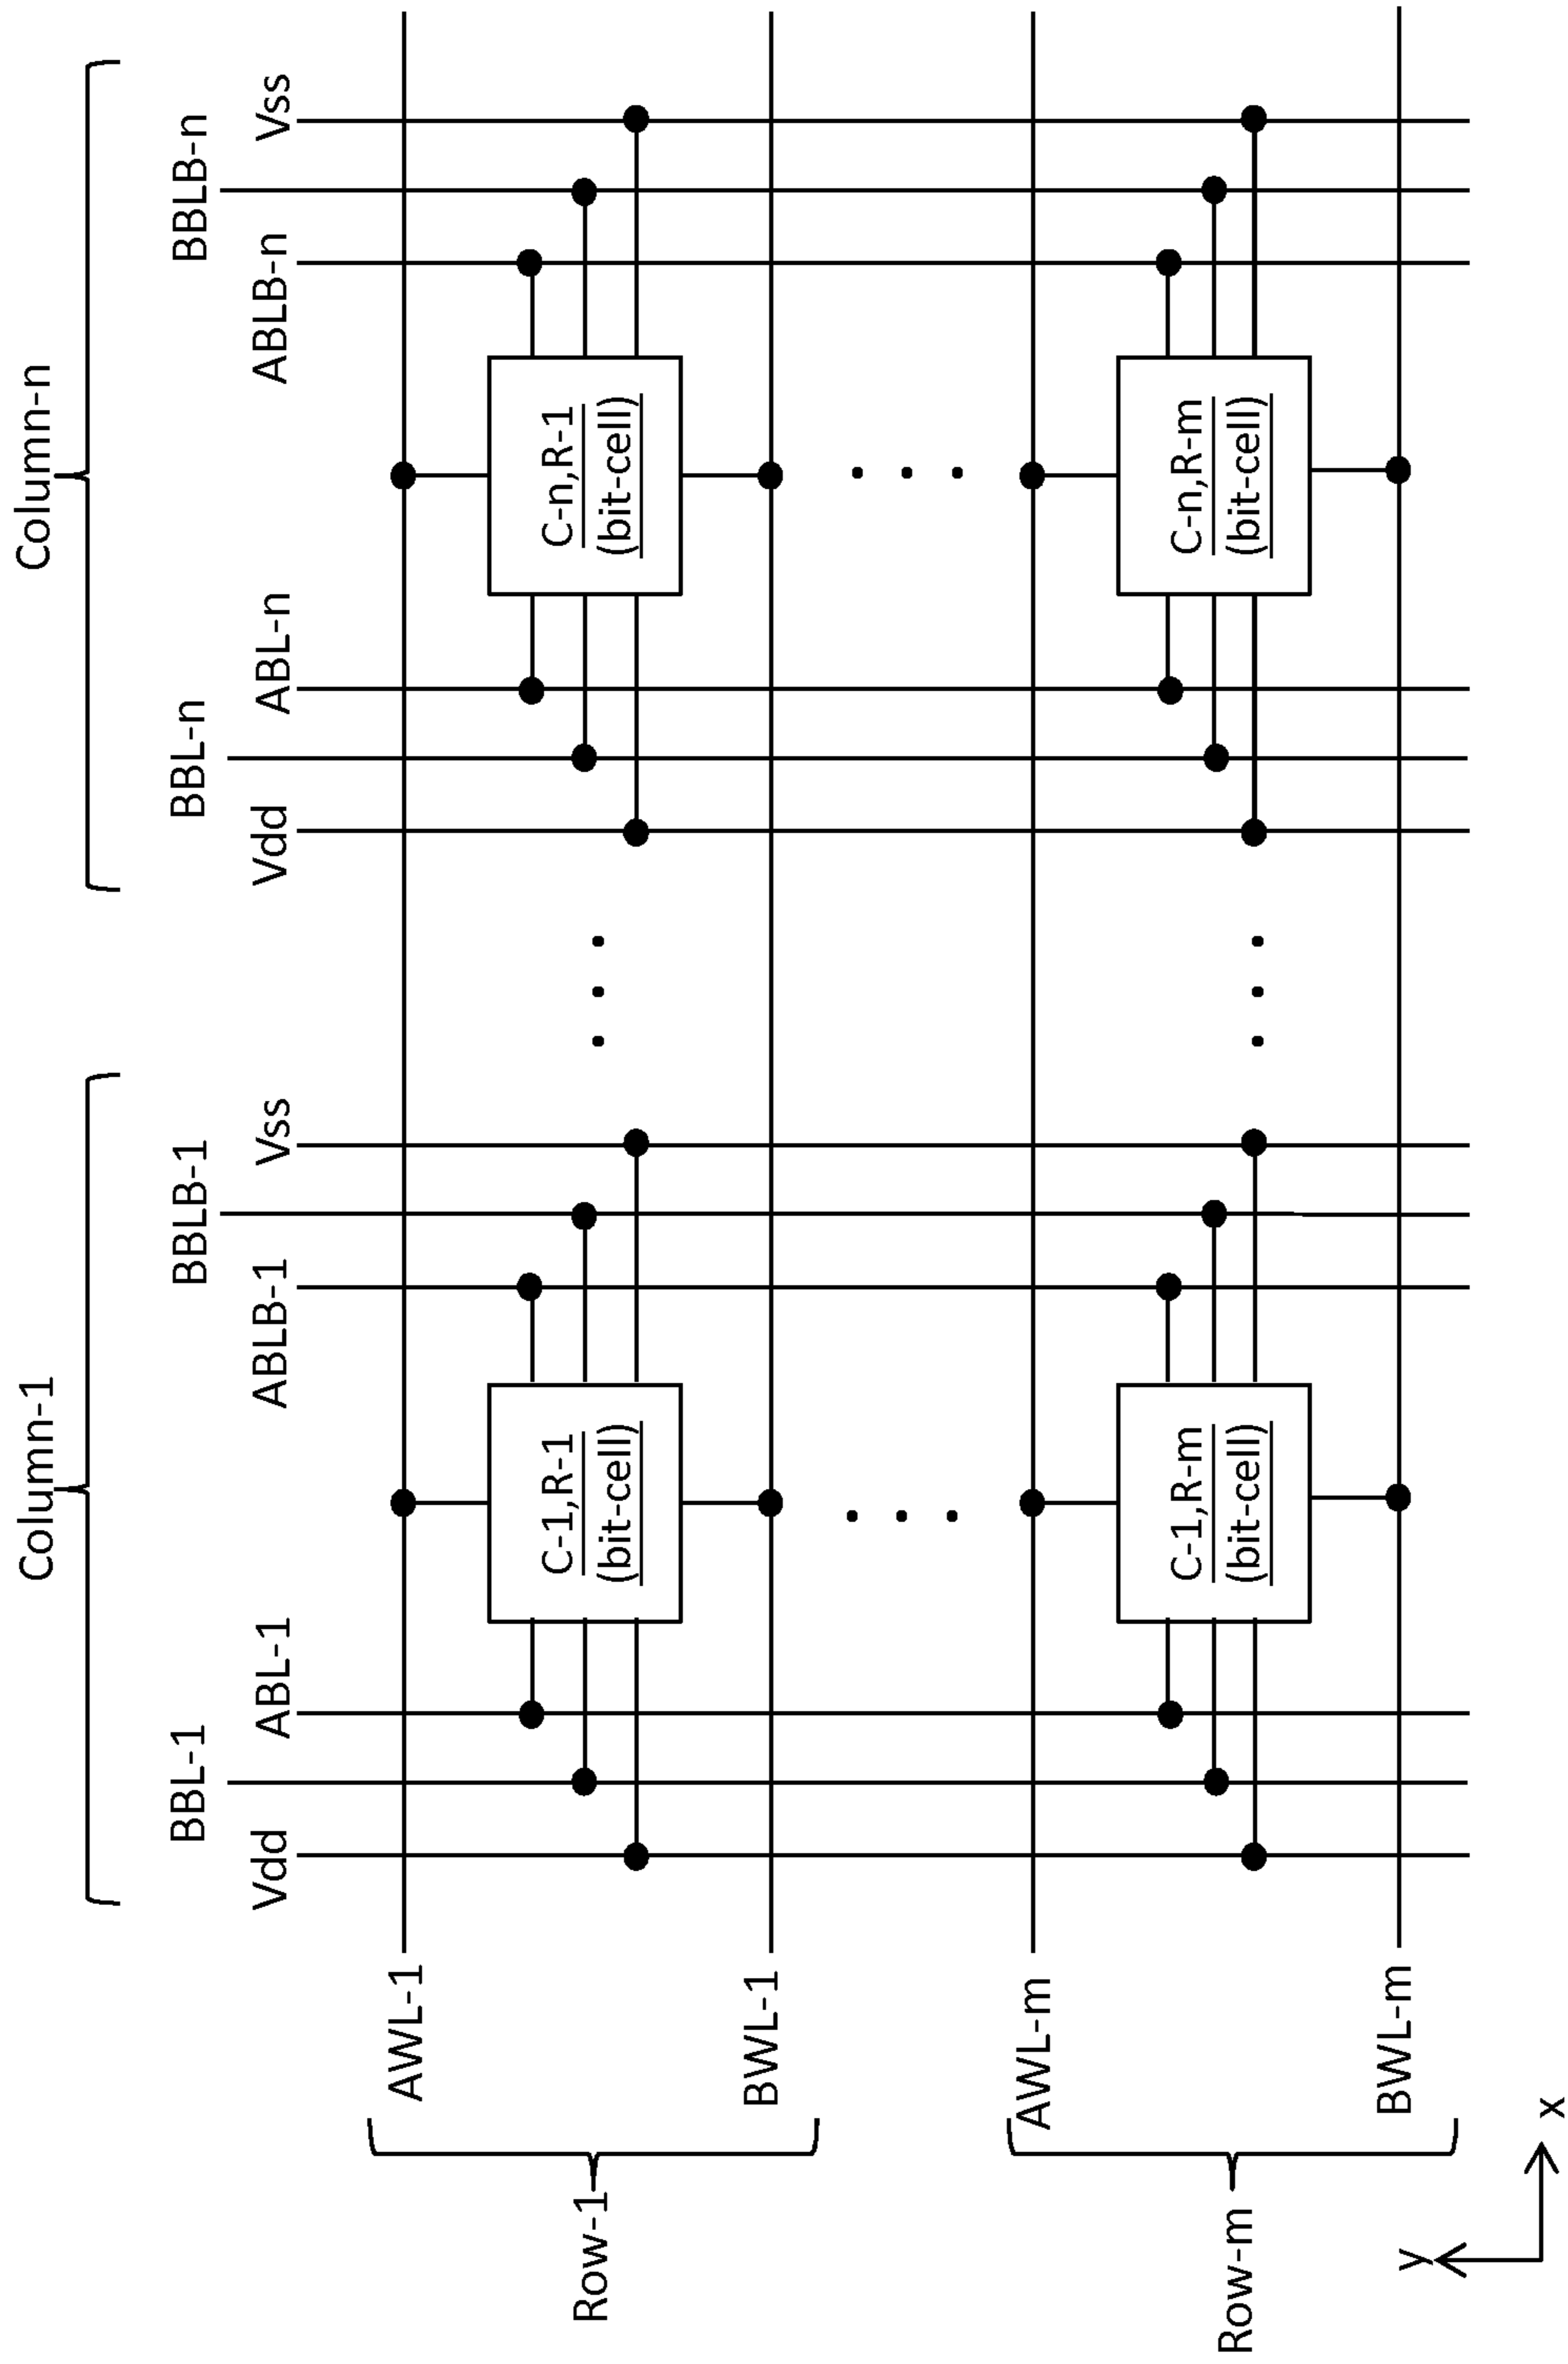 Column-1
Column-n
BBL-1
BBLB-1
BBL-n
BBLB-n
Vdd
ABL-1
ABLB-1
Vss
Vdd
ABL-n
ABLB-n
Vss
AWL-1
Row-1
C-1,R-1
(bit-cell)
C-n,R-1
(bit-cell)
BWL-1
AWL-m
Row-m
C-1,R-m
(bit-cell)
C-n,R-m
(bit-cell)
BWL-m
y
x